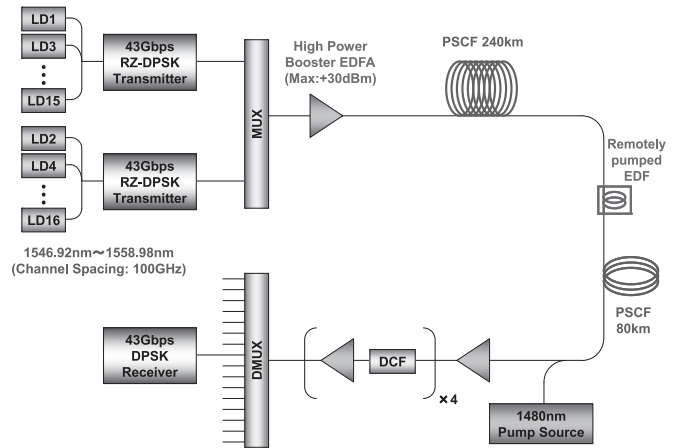 LD1
LD3
LD15
43Gbps
RZ-DPSK
Transmitter
LD2
LD4
LD16
43Gbps
RZ-DPSK
Transmitter
1546.92nm～1558.98nm
(Channel Spacing: 100GHz)
MUX
High Power
Booster EDFA
(Max:+30dBm)
PSCF 240km
Remotely
pumped
EDF
PSCF
80km
43Gbps
DPSK
Receiver
DMUX
DCF
×4
1480nm
Pump Source